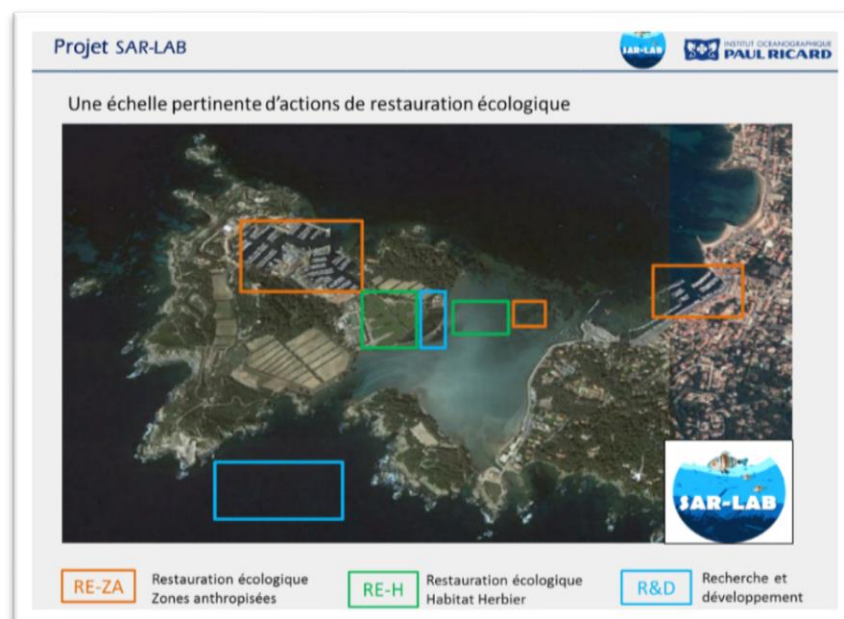 Projet SAR-LAB
SAR-LAB
INSTITUT OCEANOGRAPHIQUE
PAUL RICARD
Une échelle pertinente d'actions de restauration écologique
SAR-LAB
RE-ZA
Restauration écologique
Zones anthropisées
RE-H
Restauration écologique
Habitat Herbier
R&D
Recherche et
développement